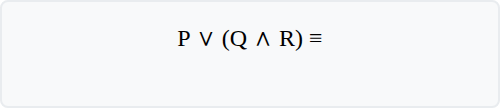 P ∨ (Q ∧ R) ≡